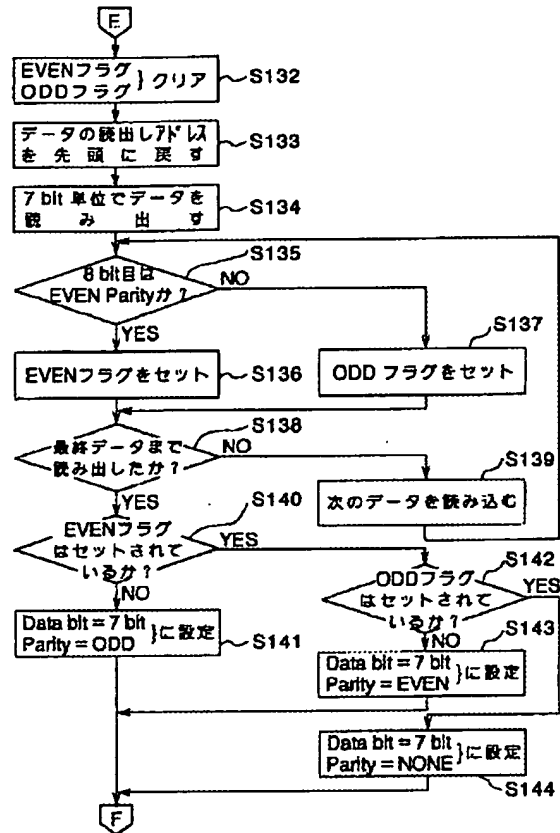 E
EVENフラグ
ODDフラグ
}クリア
S132
データの読出しアドレス
を先頭に戻す
S133
7 bit 単位でデータを
読み出す
S134
8 bit目は
EVEN Parityか?
S135
NO
YES
EVENフラグをセット
S136
ODD フラグをセット
S137
最終データまで
読み出したか?
S138
NO
YES
次のデータを読み込む
S139
EVENフラグ
はセットされて
いるか?
S140
YES
NO
Data bit = 7 bit
Parity = ODD
}に設定
S141
ODDフラグ
はセットされて
いるか?
S142
YES
NO
Data bit = 7 bit
Parity = EVEN
}に設定
S143
Data bit = 7 bit
Parity = NONE
}に設定
S144
F